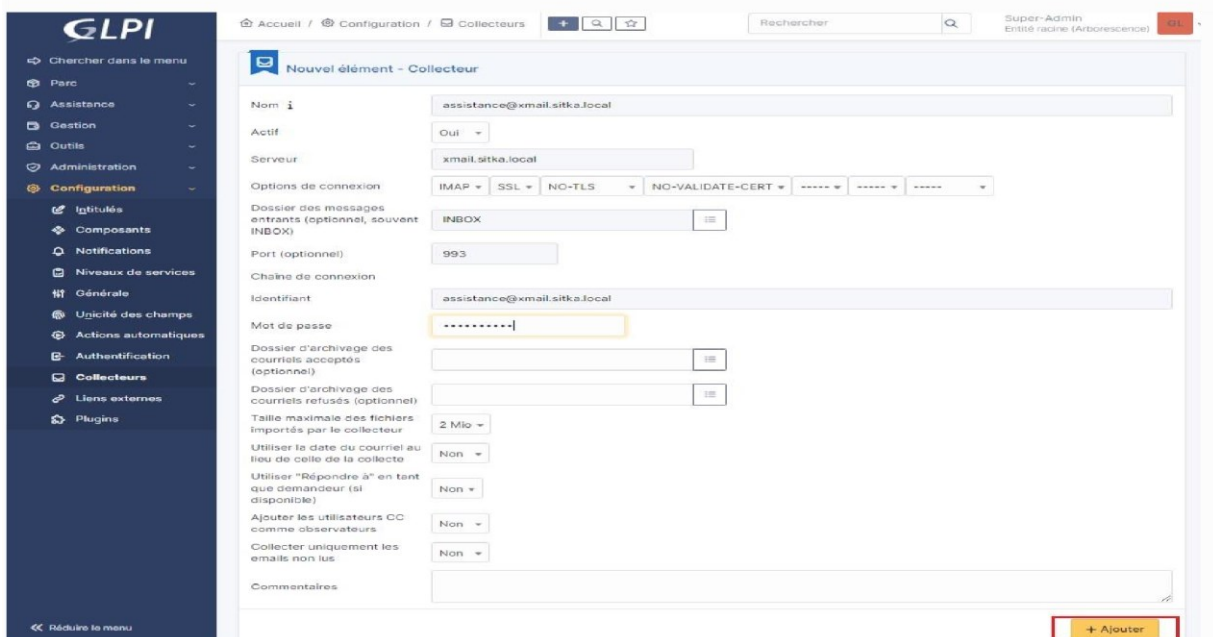 GLPI
Accueil / Configuration / Collecteurs
Rechercher
Super-Admin
Entité racine (Arborescence)
GL
Chercher dans le menu
Parc
Assistance
Gestion
Outils
Administration
Configuration
Intitulés
Composants
Notifications
Niveaux de services
Générale
Unicité des champs
Actions automatiques
Authentification
Collecteurs
Liens externes
Plugins
Réduire le menu
Nouvel élément - Collecteur
Nom i assistance@xmail.sitka.local
Actif Oui
Serveur xmail.sitka.local
Options de connexion IMAP SSL NO-TLS NO-VALIDATE-CERT ----- ----- -----
Dossier des messages
entrants (optionnel, souvent
INBOX) INBOX
Port (optionnel) 993
Chaîne de connexion
Identifiant assistance@xmail.sitka.local
Mot de passe ••••••••••
Dossier d'archivage des
courriels acceptés
(optionnel)
Dossier d'archivage des
courriels refusés (optionnel)
Taille maximale des fichiers
importés par le collecteur 2 Mio
Utiliser la date du courriel au
lieu de celle de la collecte Non
Utiliser "Répondre à" en tant
que demandeur (si
disponible) Non
Ajouter les utilisateurs CC
comme observateurs Non
Collecter uniquement les
emails non lus Non
Commentaires
+ Ajouter